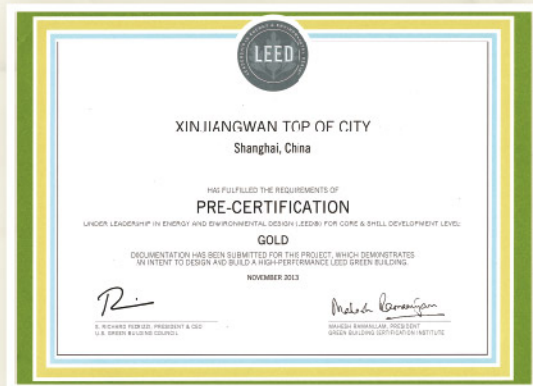 LEED
XINJIANGWAN TOP OF CITY
Shanghai, China
HAS FULFILLED THE REQUIREMENTS OF
PRE-CERTIFICATION
UNDER LEADERSHIP IN ENERGY AND ENVIRONMENTAL DESIGN (LEED®) FOR CORE & SHELL DEVELOPMENT LEVEL:
GOLD
DOCUMENTATION HAS BEEN SUBMITTED FOR THIS PROJECT, WHICH DEMONSTRATES
AN INTENT TO DESIGN AND BUILD A HIGH-PERFORMANCE LEED GREEN BUILDING.
NOVEMBER 2013
S. RICHARD FEDRIZZI, PRESIDENT & CEO
U.S. GREEN BUILDING COUNCIL
Mahesh Ramanujam
MAHESH RAMANUJAM, PRESIDENT
GREEN BUILDING CERTIFICATION INSTITUTE